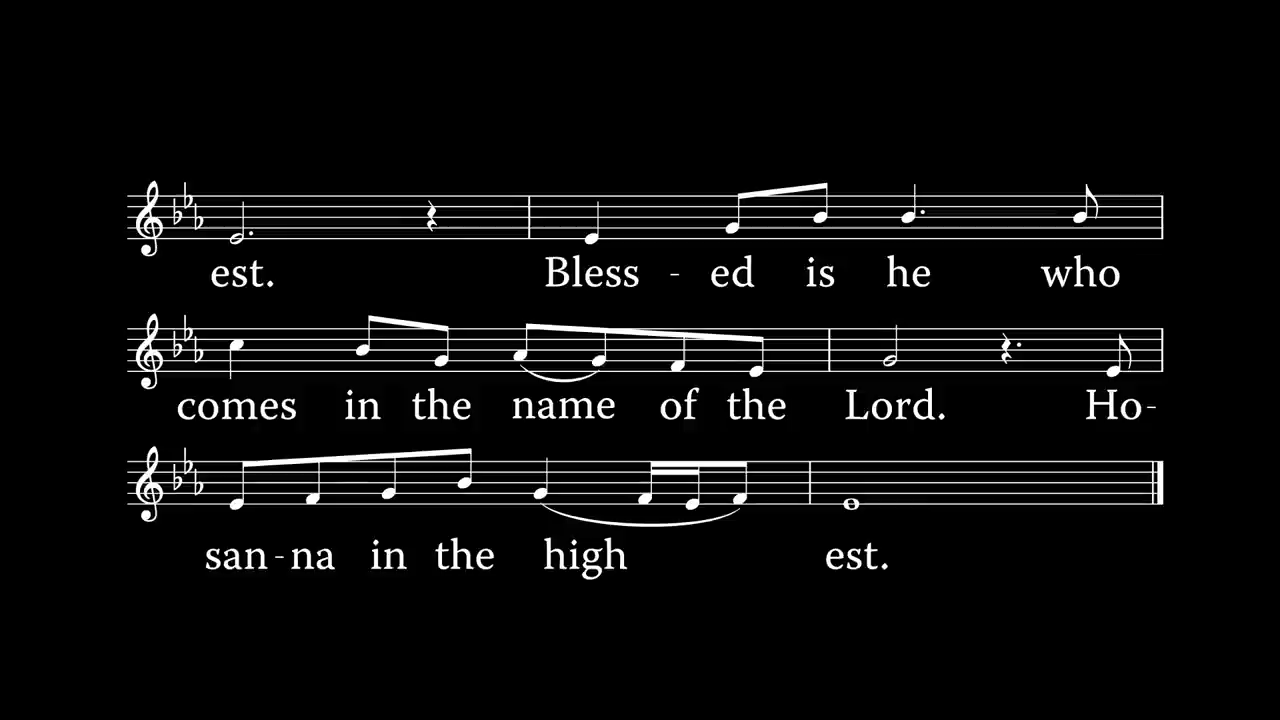 est. Bless - ed is he who
comes in the name of the Lord. Ho-
san-na in the high est.